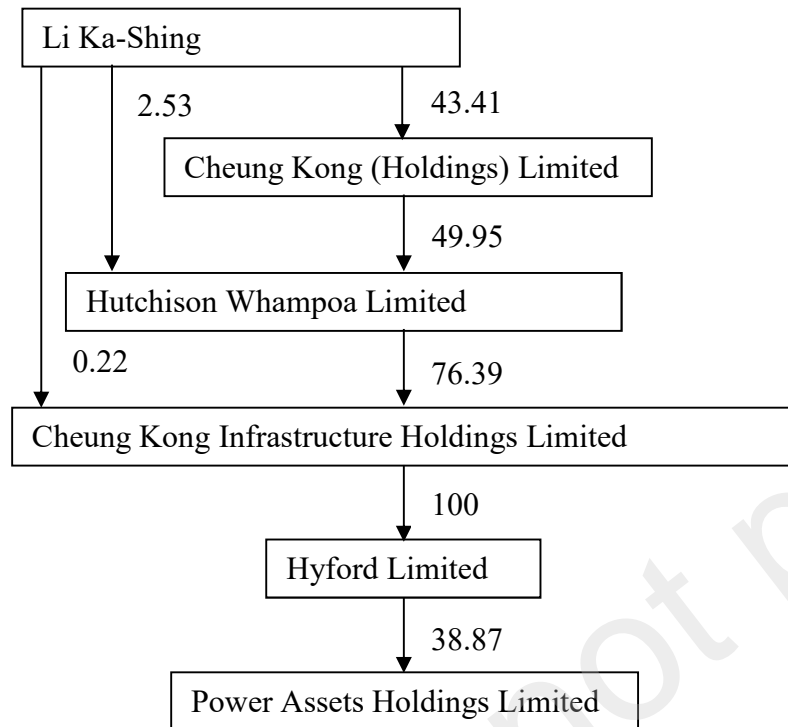 Li Ka-Shing
2.53
43.41
Cheung Kong (Holdings) Limited
49.95
Hutchison Whampoa Limited
0.22
76.39
Cheung Kong Infrastructure Holdings Limited
100
Hyford Limited
38.87
Power Assets Holdings Limited
not